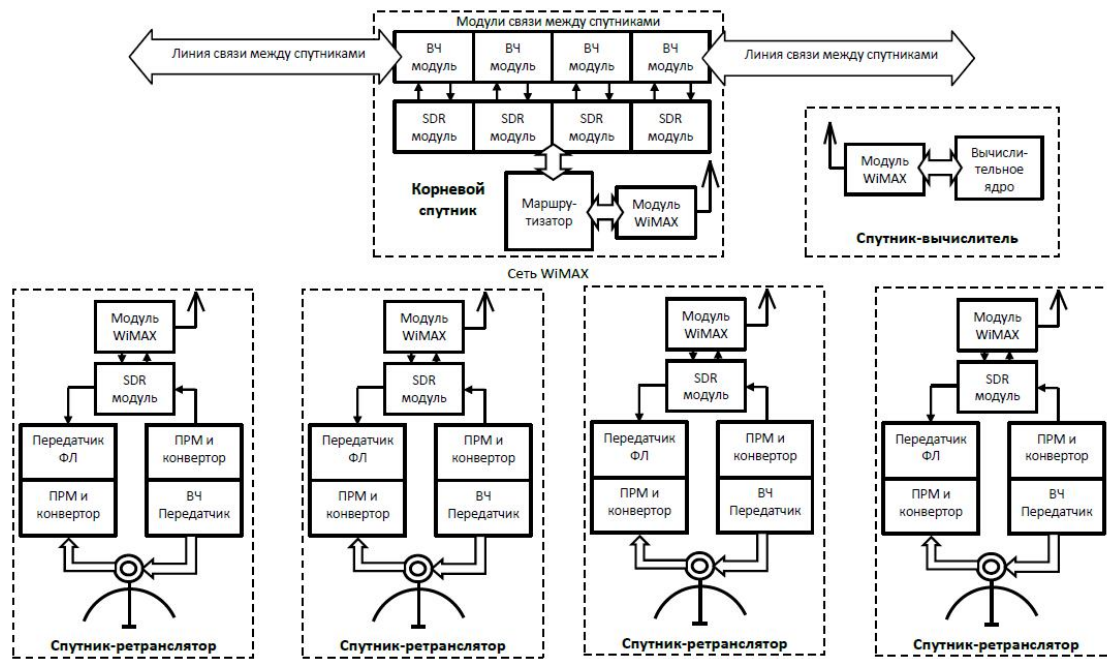 Модули связи между спутниками
Линия связи между спутниками
ВЧ
модуль
ВЧ
модуль
ВЧ
модуль
ВЧ
модуль
Линия связи между спутниками
SDR
модуль
SDR
модуль
SDR
модуль
SDR
модуль
Корневой
спутник
Маршру-
тизатор
Модуль
WiMAX
Модуль
WiMAX
Вычисли-
тельное
ядро
Спутник-вычислитель
Сеть WiMAX
Модуль
WiMAX
SDR
модуль
Передатчик
ФЛ
ПРМ и
конвертор
ПРМ и
конвертор
ВЧ
Передатчик
Спутник-ретранслятор
Модуль
WiMAX
SDR
модуль
Передатчик
ФЛ
ПРМ и
конвертор
ПРМ и
конвертор
ВЧ
Передатчик
Спутник-ретранслятор
Модуль
WiMAX
SDR
модуль
Передатчик
ФЛ
ПРМ и
конвертор
ПРМ и
конвертор
ВЧ
Передатчик
Спутник-ретранслятор
Модуль
WiMAX
SDR
модуль
Передатчик
ФЛ
ПРМ и
конвертор
ПРМ и
конвертор
ВЧ
Передатчик
Спутник-ретранслятор